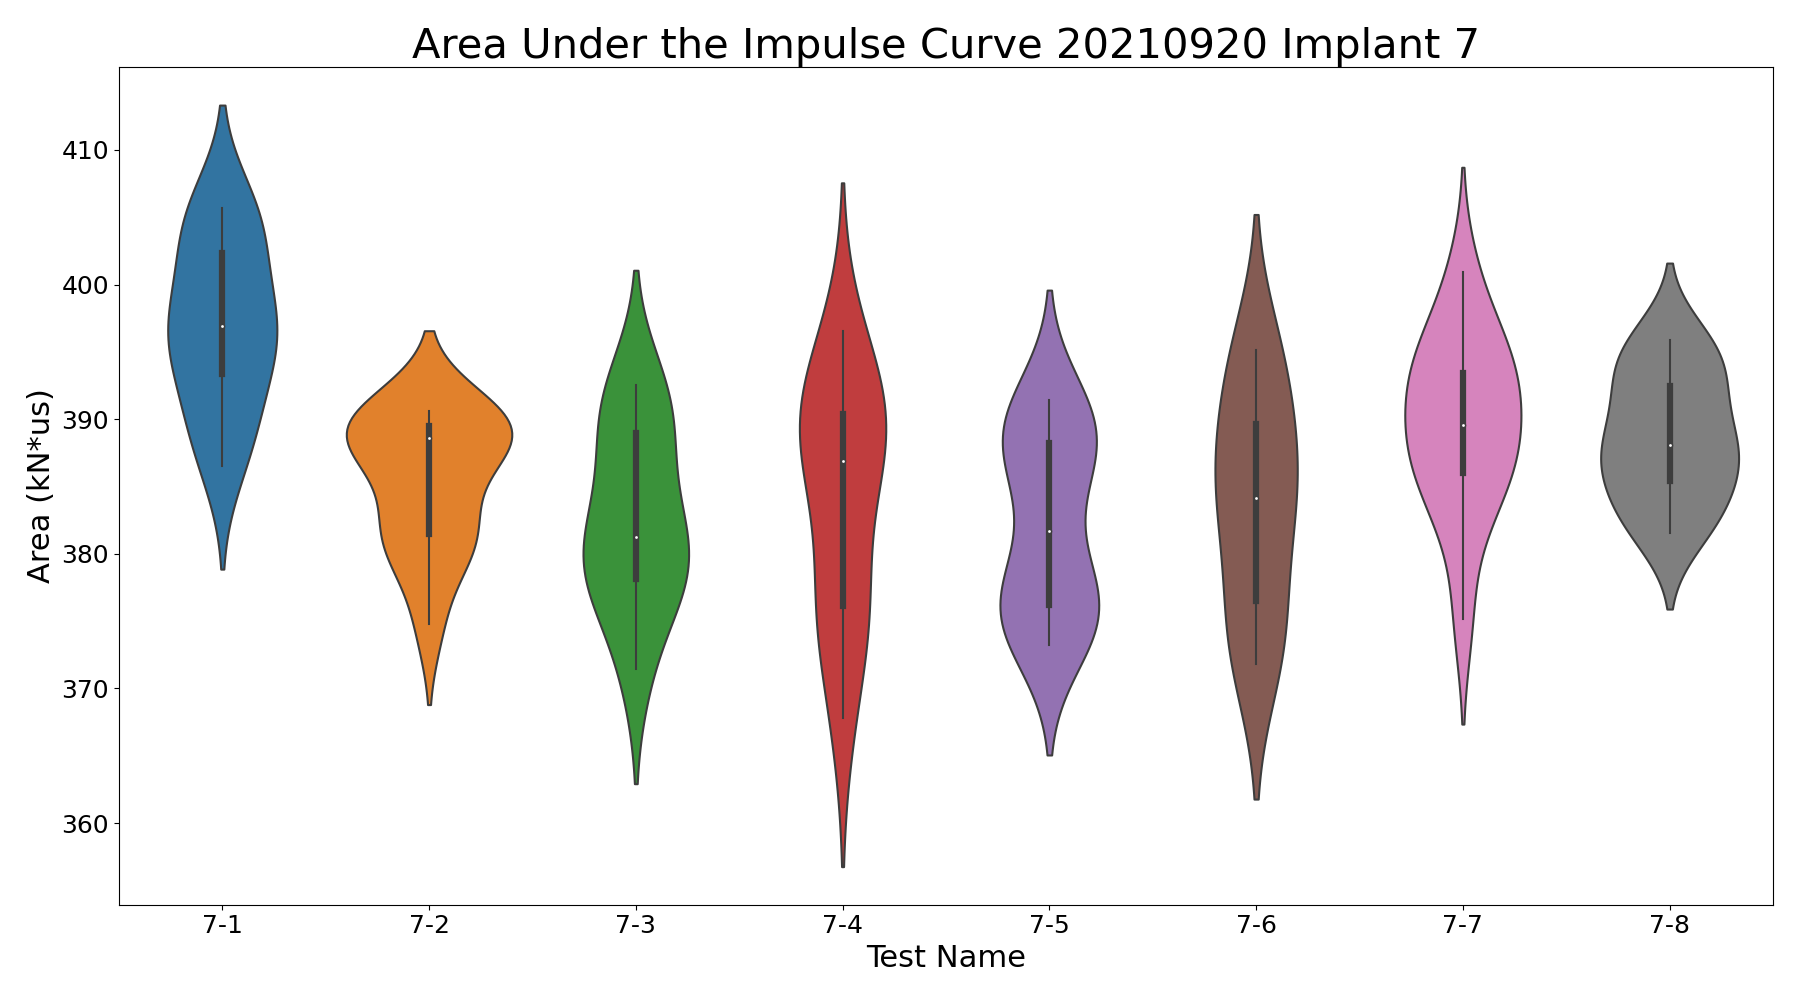 Area Under the Impulse Curve 20210920 Implant 7
Area (kN*us)
410
400
390
380
370
360
7-1 7-2 7-3 7-4 7-5 7-6 7-7 7-8
Test Name